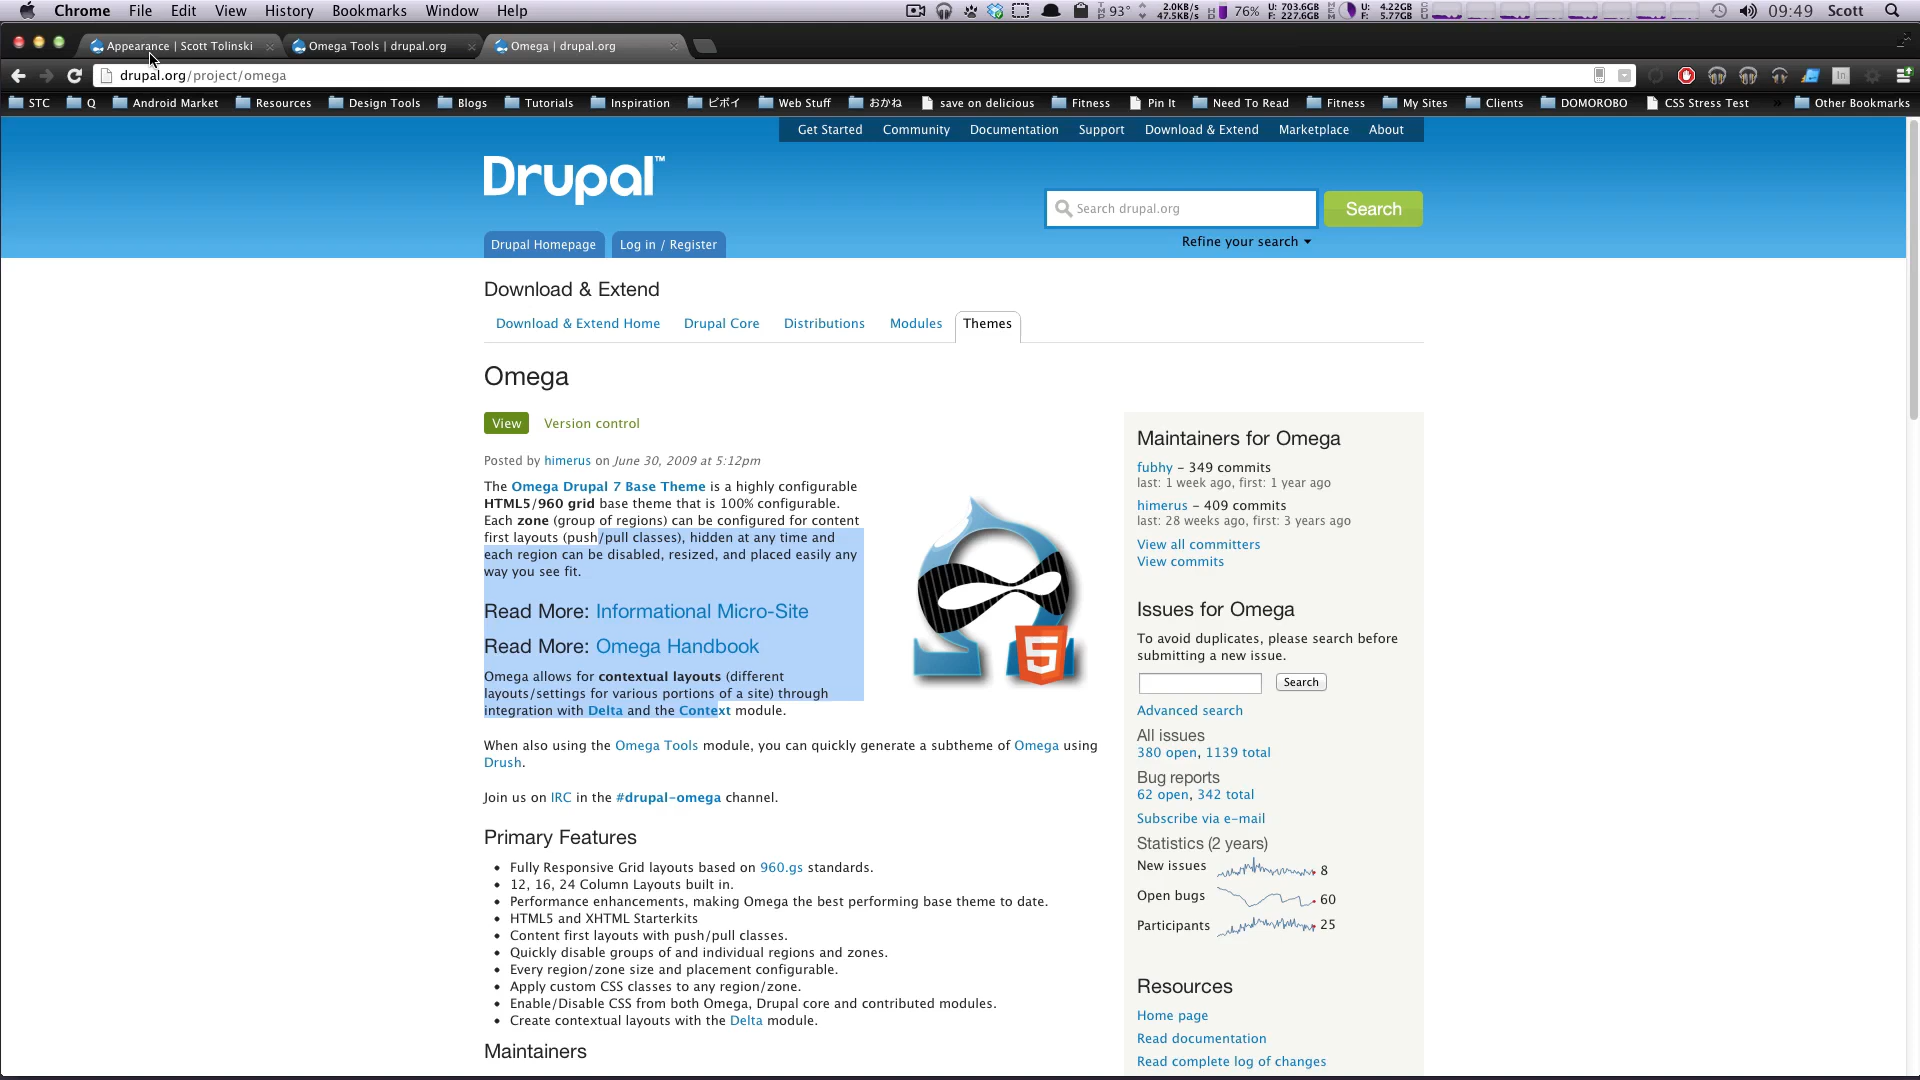 Chrome File Edit View History Bookmarks Window Help 93° 2.0KB/s 47.5KB/s 76% U: 703.6GB F: 227.6GB U: 4.22GB F: 5.77GB 09:49 Scott
Appearance | Scott Tolinski Omega Tools | drupal.org Omega | drupal.org
drupal.org/project/omega
STC Q Android Market Resources Design Tools Blogs Tutorials Inspiration ビボイ Web Stuff おかね save on delicious Fitness Pin It Need To Read Fitness My Sites Clients DOMOROBO CSS Stress Test » Other Bookmarks
Get Started Community Documentation Support Download & Extend Marketplace About
Drupal™
Search drupal.org Search
Refine your search
Drupal Homepage Log in / Register
Download & Extend
Download & Extend Home Drupal Core Distributions Modules Themes
Omega
View Version control
Posted by himerus on June 30, 2009 at 5:12pm
The Omega Drupal 7 Base Theme is a highly configurable
HTML5/960 grid base theme that is 100% configurable.
Each zone (group of regions) can be configured for content
first layouts (push/pull classes), hidden at any time and
each region can be disabled, resized, and placed easily any
way you see fit.
Read More: Informational Micro-Site
Read More: Omega Handbook
Omega allows for contextual layouts (different
layouts/settings for various portions of a site) through
integration with Delta and the Context module.
5
When also using the Omega Tools module, you can quickly generate a subtheme of Omega using
Drush.
Join us on IRC in the #drupal-omega channel.
Primary Features
• Fully Responsive Grid layouts based on 960.gs standards.
• 12, 16, 24 Column Layouts built in.
• Performance enhancements, making Omega the best performing base theme to date.
• HTML5 and XHTML Starterkits
• Content first layouts with push/pull classes.
• Quickly disable groups of and individual regions and zones.
• Every region/zone size and placement configurable.
• Apply custom CSS classes to any region/zone.
• Enable/Disable CSS from both Omega, Drupal core and contributed modules.
• Create contextual layouts with the Delta module.
Maintainers
Maintainers for Omega
fubhy – 349 commits
last: 1 week ago, first: 1 year ago
himerus – 409 commits
last: 28 weeks ago, first: 3 years ago
View all committers
View commits
Issues for Omega
To avoid duplicates, please search before
submitting a new issue.
Search
Advanced search
All issues
380 open, 1139 total
Bug reports
62 open, 342 total
Subscribe via e-mail
Statistics (2 years)
New issues 8
Open bugs 60
Participants 25
Resources
Home page
Read documentation
Read complete log of changes